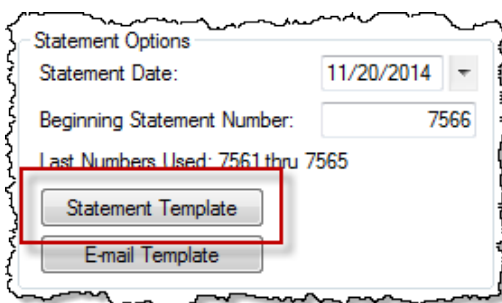 Statement Options
Statement Date: 11/20/2014
Beginning Statement Number: 7566
Last Numbers Used: 7561 thru 7565
Statement Template
E-mail Template